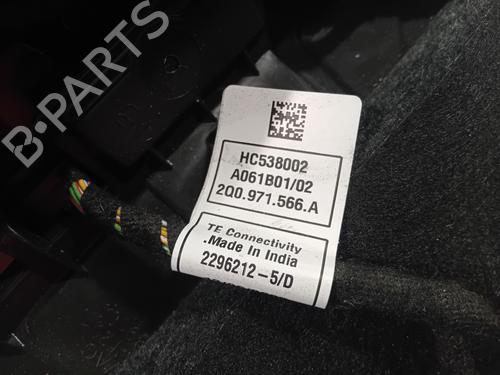 B-PARTS
HC538002
A061B01/02
2Q0.971.566.A
TE Connectivity
.Made in India
2296212-5/D